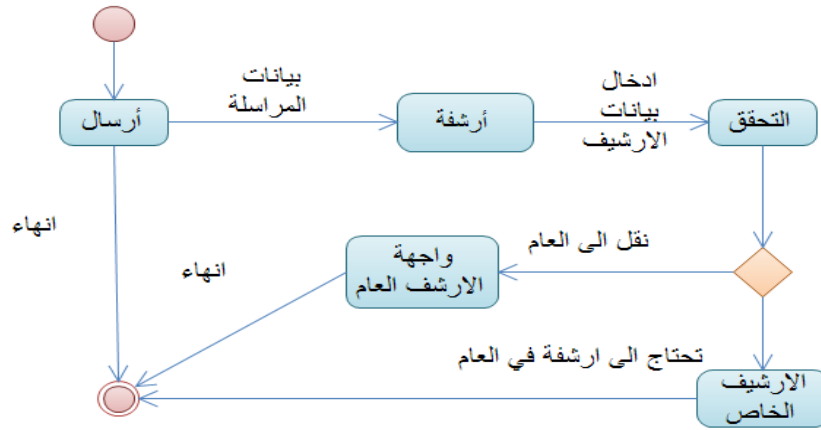 أرسال
بيانات
المراسلة
أرشفة
ادخال
بيانات
الارشيف
التحقق
انهاء
انهاء
واجهة
الارشف العام
نقل الى العام
تحتاج الى ارشفة في العام
الارشيف
الخاص